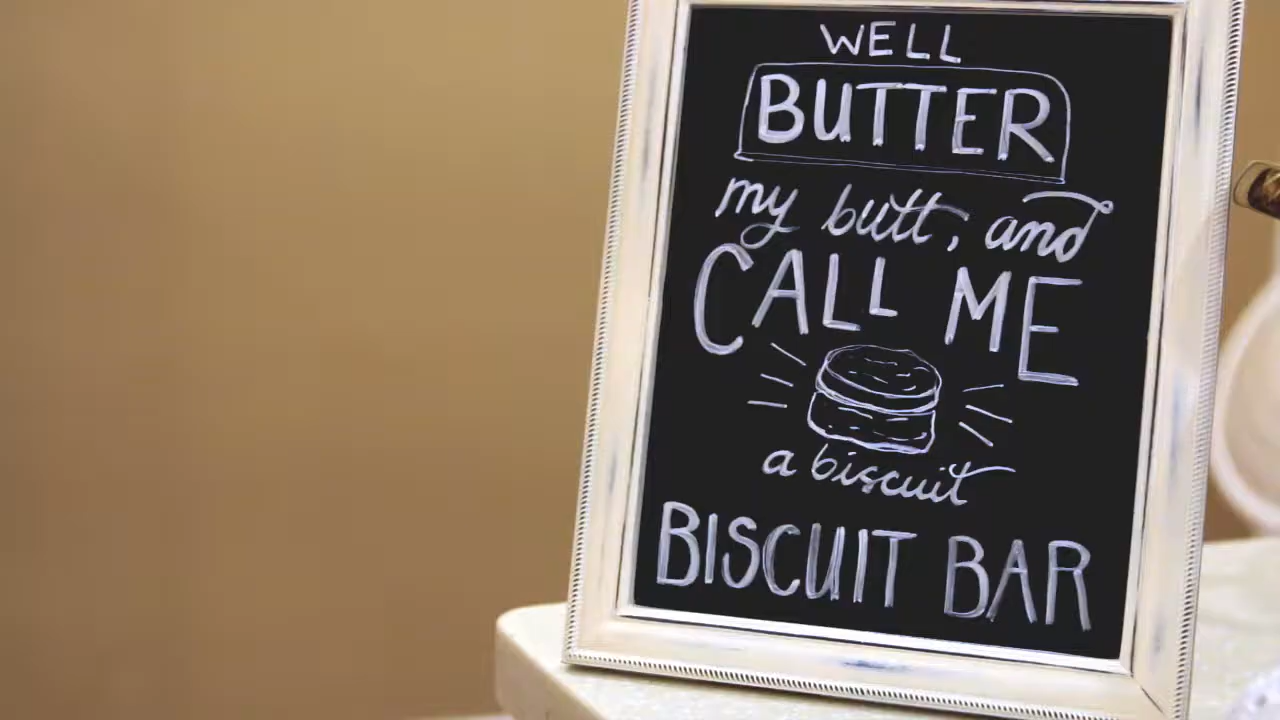 WELL
BUTTER
my butt, and
CALL ME
a biscuit
BISCUIT BAR